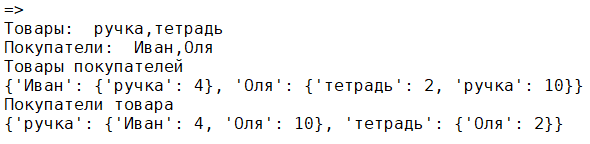 =>
Товары:  ручка,тетрадь
Покупатели:  Иван,Оля
Товары покупателей
{'Иван': {'ручка': 4}, 'Оля': {'тетрадь': 2, 'ручка': 10}}
Покупатели товара
{'ручка': {'Иван': 4, 'Оля': 10}, 'тетрадь': {'Оля': 2}}